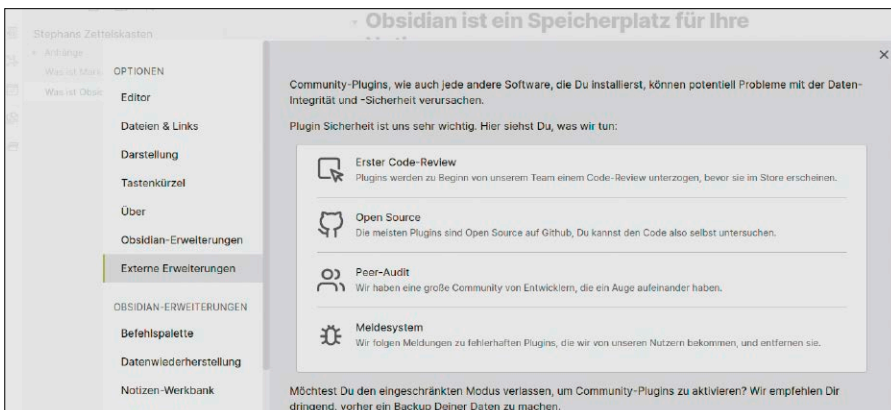 Obsidian ist ein Speicherplatz für Ihre
Stephans Zettelskasten
Anhänge
Was ist
Was ist
OPTIONEN
Editor
Dateien & Links
Darstellung
Tastenkürzel
Über
Obsidian-Erweiterungen
Externe Erweiterungen
OBSIDIAN-ERWEITERUNGEN
Befehlspalette
Datenwiederherstellung
Notizen-Werkbank
Community-Plugins, wie auch jede andere Software, die Du installierst, können potentiell Probleme mit der Daten-
Integrität und -Sicherheit verursachen.
Plugin Sicherheit ist uns sehr wichtig. Hier siehst Du, was wir tun:
Erster Code-Review
Plugins werden zu Beginn von unserem Team einem Code-Review unterzogen, bevor sie im Store erscheinen.
Open Source
Die meisten Plugins sind Open Source auf Github, Du kannst den Code also selbst untersuchen.
Peer-Audit
Wir haben eine große Community von Entwicklern, die ein Auge aufeinander haben.
Meldesystem
Wir folgen Meldungen zu fehlerhaften Plugins, die wir von unseren Nutzern bekommen, und entfernen sie.
Möchtest Du den eingeschränkten Modus verlassen, um Community-Plugins zu aktivieren? Wir empfehlen Dir
dringend, vorher ein Backup Deiner Daten zu machen.